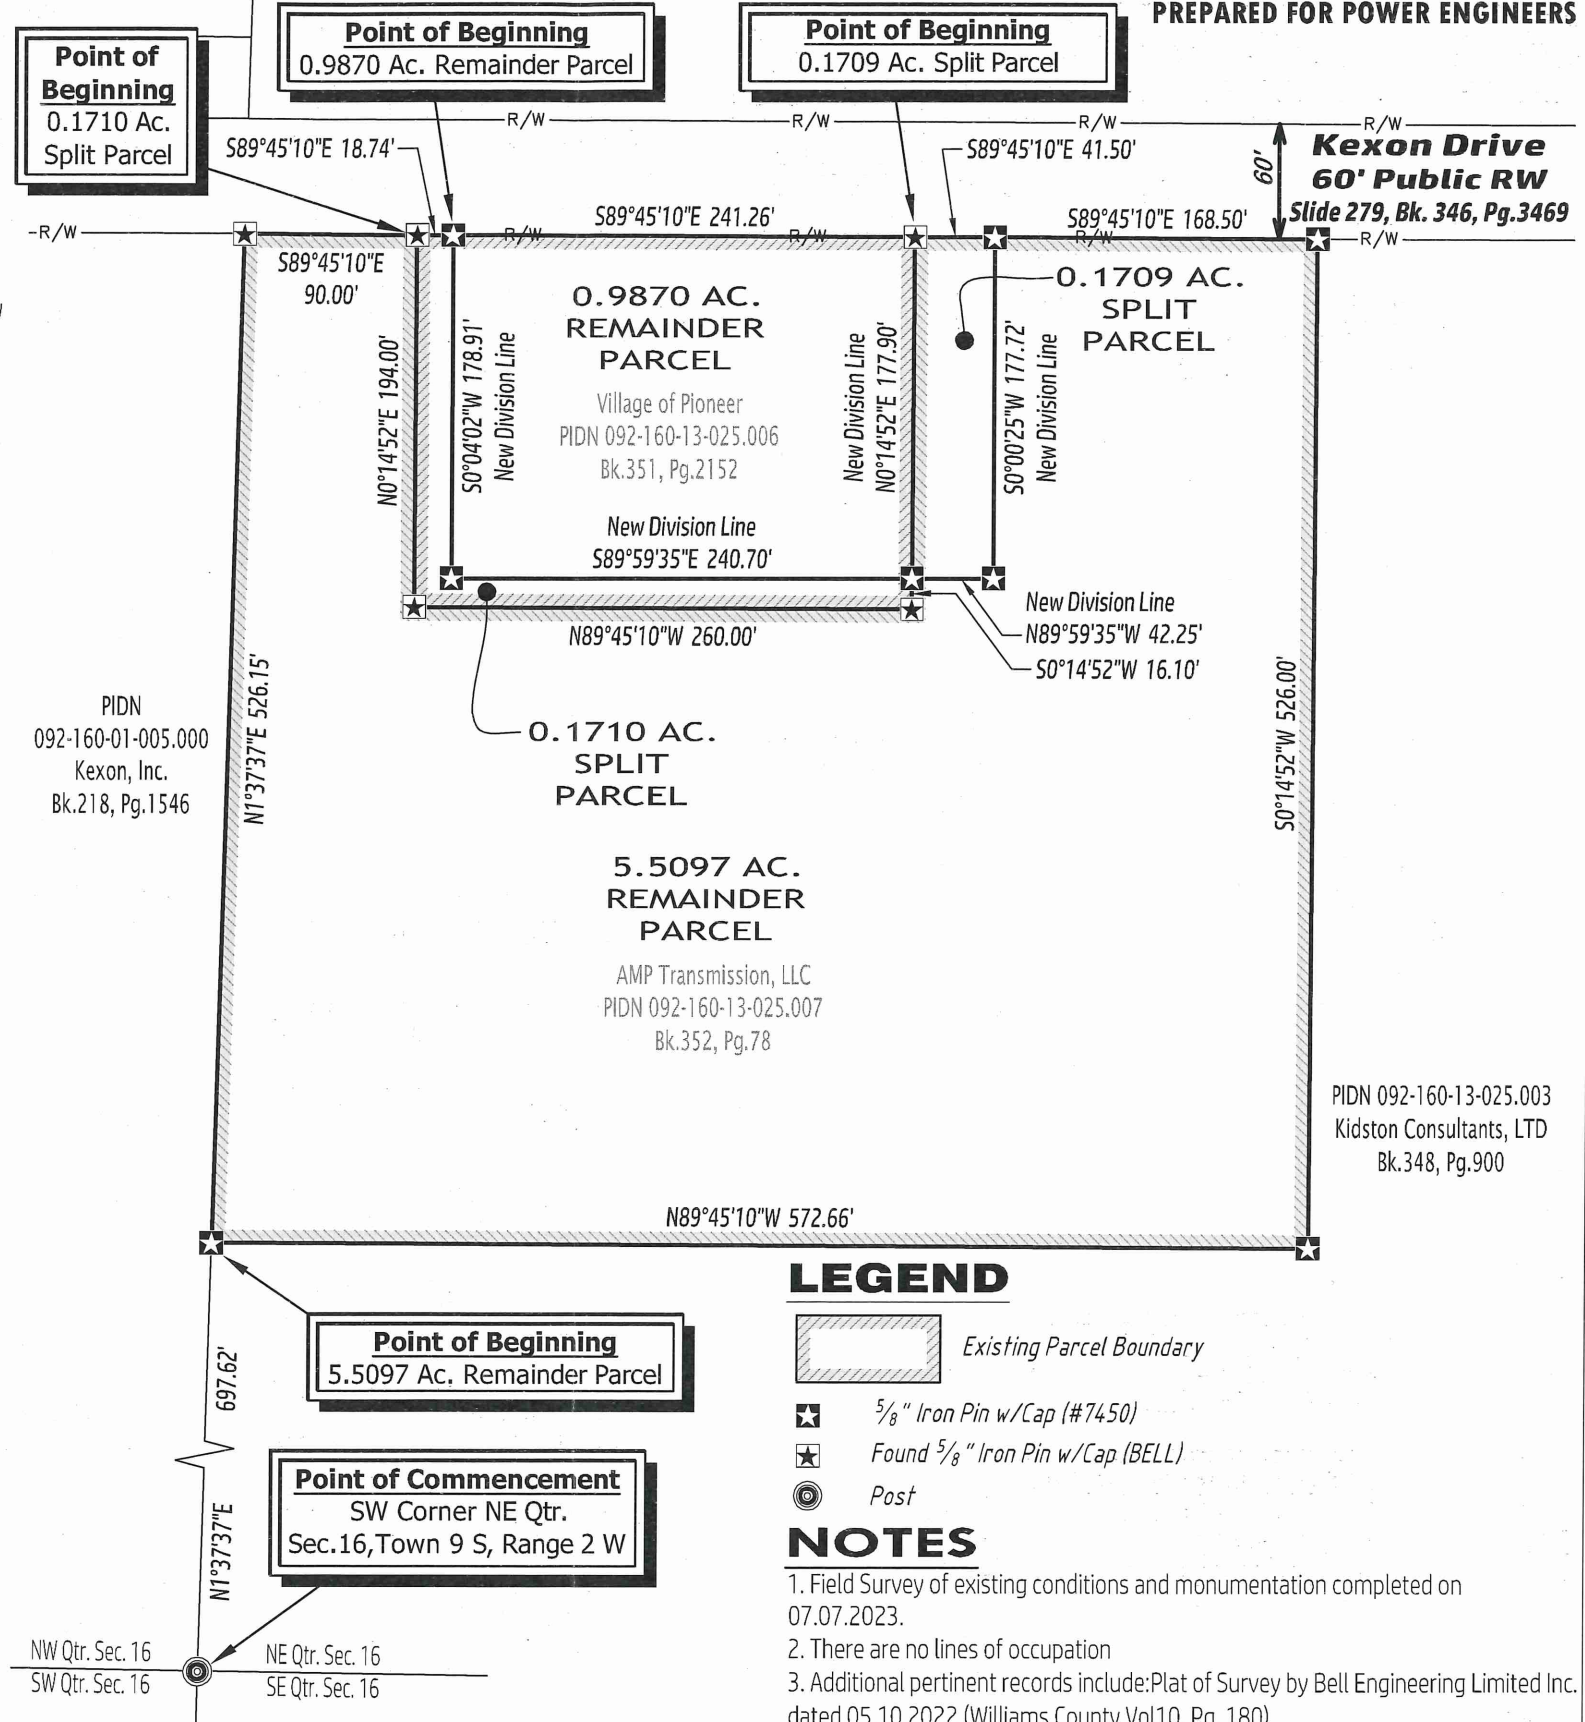 PREPARED FOR POWER ENGINEERS
Point of
Beginning
0.1710 Ac.
Split Parcel
Point of Beginning
0.9870 Ac. Remainder Parcel
Point of Beginning
0.1709 Ac. Split Parcel
R/W
R/W
R/W
R/W
S89°45'10"E 18.74'
S89°45'10"E 41.50'
60'
Kexon Drive
60' Public RW
Slide 279, Bk. 346, Pg.3469
-R/W
S89°45'10"E 241.26'
S89°45'10"E 168.50'
R/W
R/W
R/W
R/W
S89°45'10"E
90.00'
N0°14'52"E 194.00'
S0°04'02"W 178.91'
New Division Line
0.9870 AC.
REMAINDER
PARCEL
Village of Pioneer
PIDN 092-160-13-025.006
Bk.351, Pg.2152
New Division Line
N0°14'52"E 177.90'
0.1709 AC.
SPLIT
PARCEL
S0°00'25"W 177.72'
New Division Line
New Division Line
S89°59'35"E 240.70'
N89°45'10"W 260.00'
New Division Line
N89°59'35"W 42.25'
S0°14'52"W 16.10'
PIDN
092-160-01-005.000
Kexon, Inc.
Bk.218, Pg.1546
N1°37'37"E 526.15'
0.1710 AC.
SPLIT
PARCEL
S0°14'52"W 526.00'
5.5097 AC.
REMAINDER
PARCEL
AMP Transmission, LLC
PIDN 092-160-13-025.007
Bk.352, Pg.78
PIDN 092-160-13-025.003
Kidston Consultants, LTD
Bk.348, Pg.900
N89°45'10"W 572.66'
Point of Beginning
5.5097 Ac. Remainder Parcel
697.62'
N1°37'37"E
Point of Commencement
SW Corner NE Qtr.
Sec.16,Town 9 S, Range 2 W
NW Qtr. Sec. 16
SW Qtr. Sec. 16
NE Qtr. Sec. 16
SE Qtr. Sec. 16
LEGEND
Existing Parcel Boundary
5/8" Iron Pin w/Cap (#7450)
Found 5/8" Iron Pin w/Cap (BELL)
Post
NOTES
1. Field Survey of existing conditions and monumentation completed on
07.07.2023.
2. There are no lines of occupation
3. Additional pertinent records include:Plat of Survey by Bell Engineering Limited Inc.
dated 05.10.2022 (Williams County Vol10, Pg. 180)